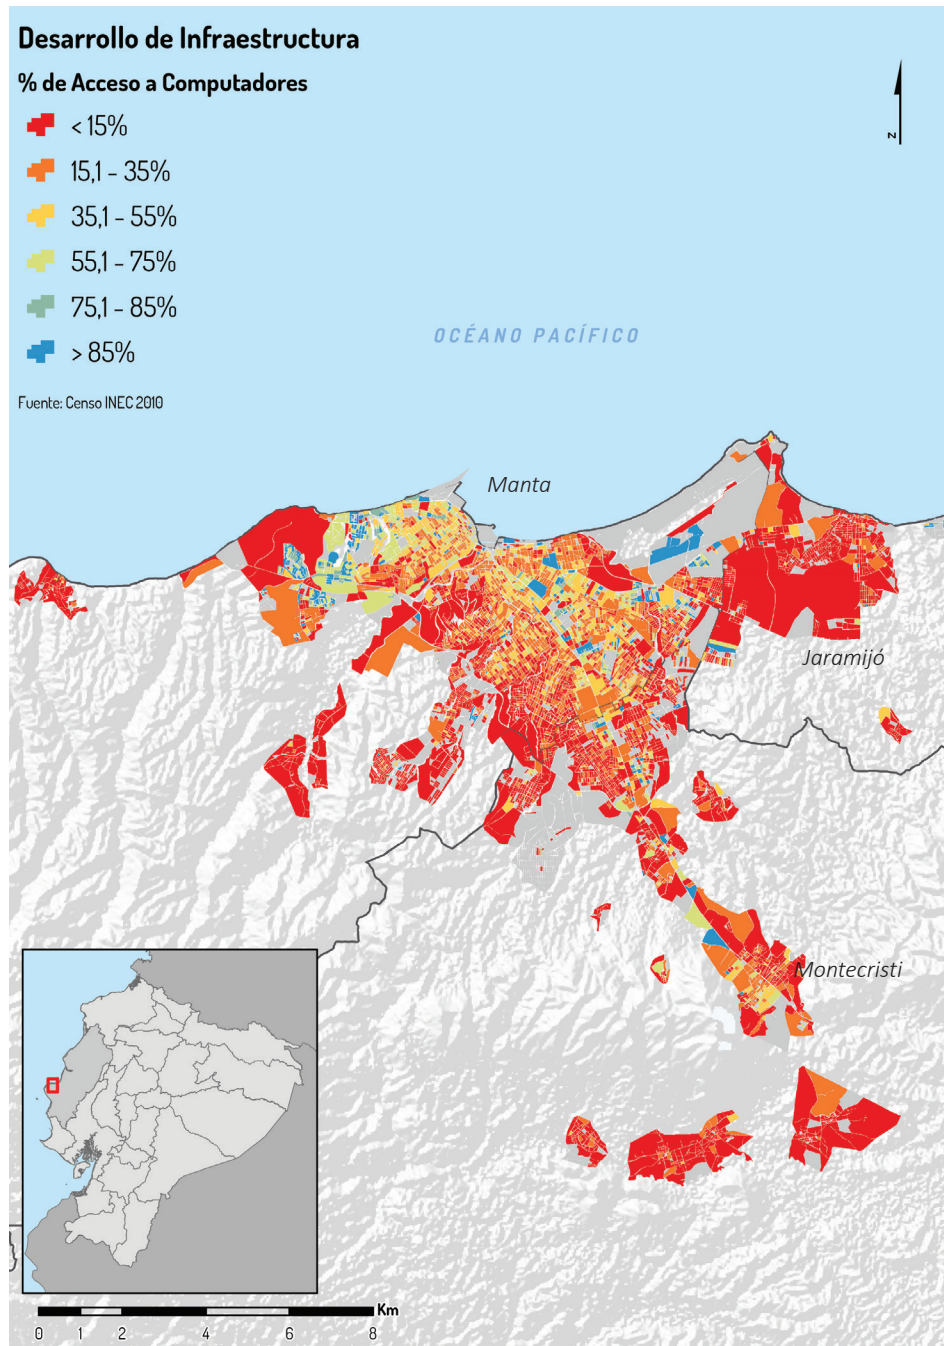 Desarrollo de Infraestructura
% de Acceso a Computadores
< 15%
15,1 - 35%
35,1 - 55%
55,1 - 75%
75,1 - 85%
> 85%
Fuente: Censo INEC 2010
N
OCÉANO PACÍFICO
Manta
Jaramijó
Montecristi
Km
0 1 2 4 6 8